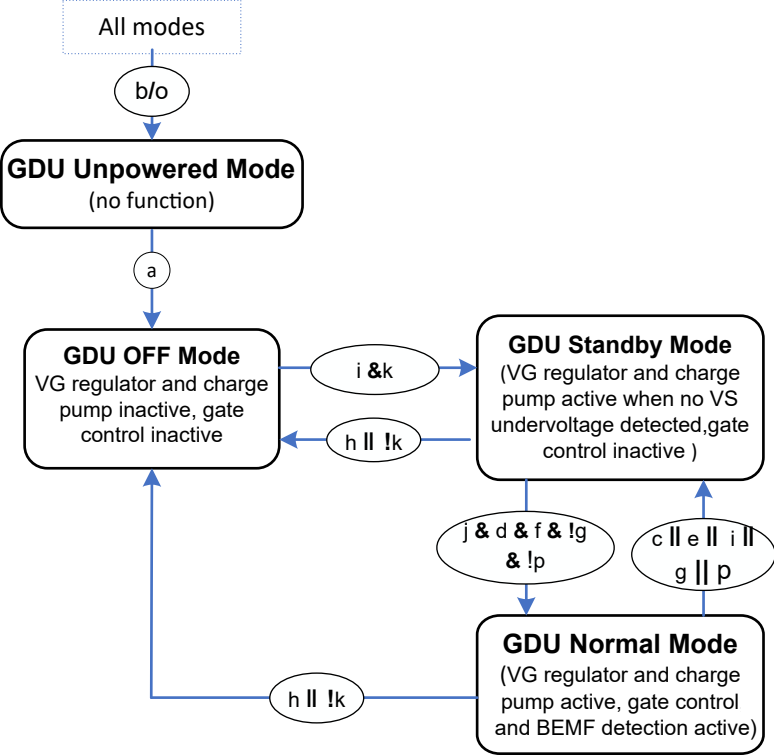 All modes
b/o
GDU Unpowered Mode
(no function)
a
GDU OFF Mode
VG regulator and charge
pump inactive, gate
control inactive
i &k
h || !k
GDU Standby Mode
(VG regulator and charge
pump active when no VS
undervoltage detected,gate
control inactive )
j & d & f & !g
& !p
c || e || i ||
g || p
GDU Normal Mode
(VG regulator and charge
pump active, gate control
and BEMF detection active)
h || !k